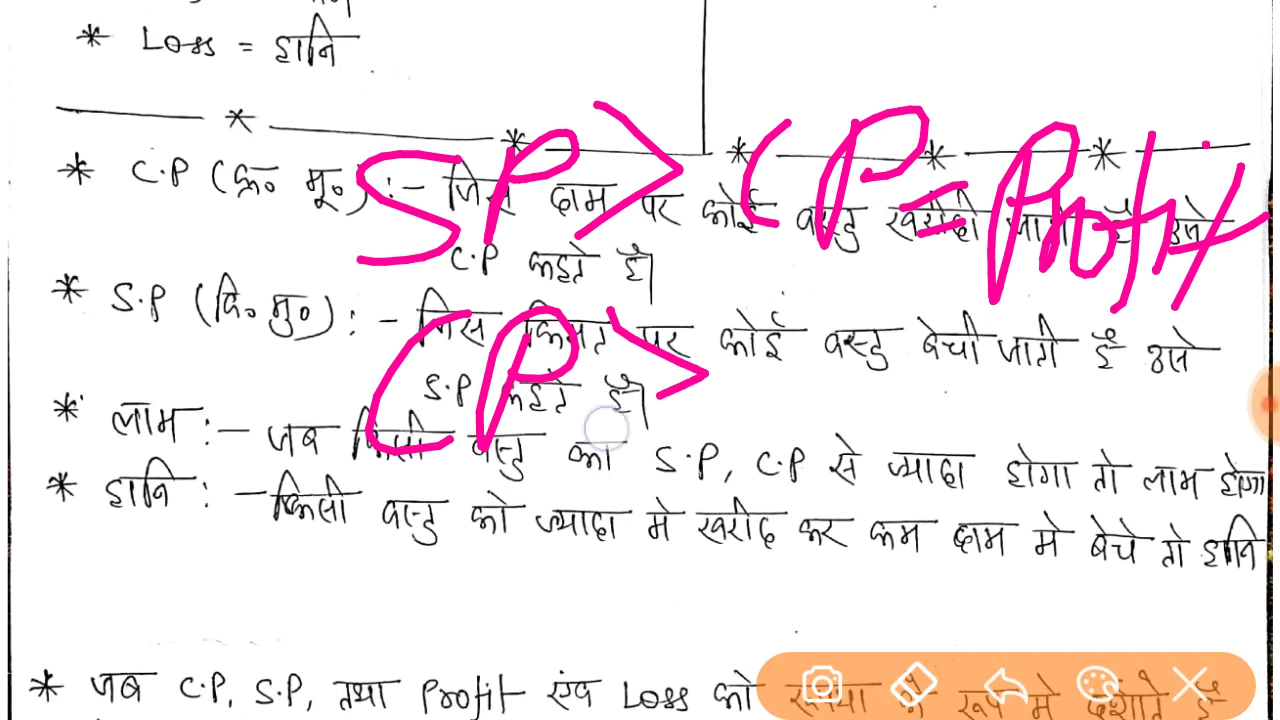 * Loss = हानि
* C.P (क्र० मू०) :- जिस दाम पर कोई वस्तु खरीदी जाती है उसे
C.P कहते है।
* S.P (वि० मु०) : - जिस किमत पर कोई वस्तु बेची जाती है उसे
S.P कहते है।
* लाभ :- जब किसी वस्तु का S.P, C.P से ज्यादा होगा तो लाभ होगा
* हानि : - किसी वस्तु को ज्यादा मे खरीद कर कम दाम मे बेचे तो हानि
* जब C.P, S.P, तथा Profit एंव Loss को रूप मे दर्शाते है
SP > CP = Profit
CP >